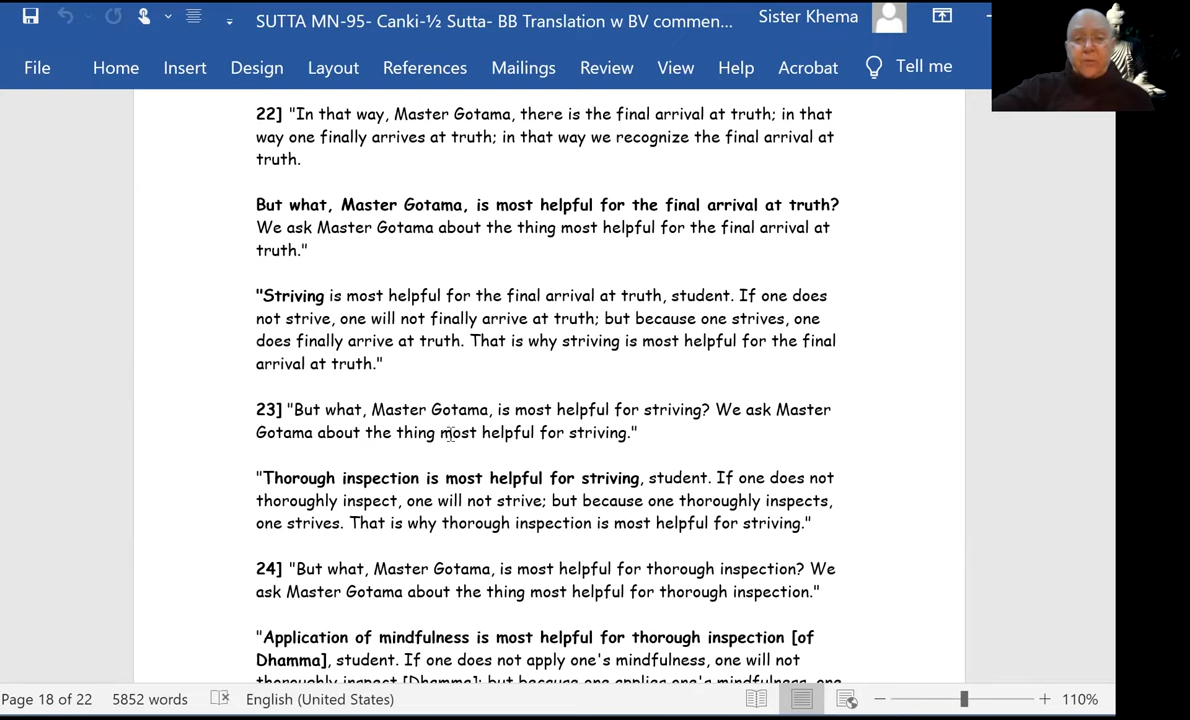 SUTTA MN-95- Canki-½ Sutta- BB Translation w BV commen...
Sister Khema
File Home Insert Design Layout References Mailings Review View Help Acrobat Tell me
22] "In that way, Master Gotama, there is the final arrival at truth; in that
way one finally arrives at truth; in that way we recognize the final arrival at
truth.
But what, Master Gotama, is most helpful for the final arrival at truth?
We ask Master Gotama about the thing most helpful for the final arrival at
truth."
"Striving is most helpful for the final arrival at truth, student. If one does
not strive, one will not finally arrive at truth; but because one strives, one
does finally arrive at truth. That is why striving is most helpful for the final
arrival at truth."
23] "But what, Master Gotama, is most helpful for striving? We ask Master
Gotama about the thing most helpful for striving."
"Thorough inspection is most helpful for striving, student. If one does not
thoroughly inspect, one will not strive; but because one thoroughly inspects,
one strives. That is why thorough inspection is most helpful for striving."
24] "But what, Master Gotama, is most helpful for thorough inspection? We
ask Master Gotama about the thing most helpful for thorough inspection."
"Application of mindfulness is most helpful for thorough inspection [of
Dhamma], student. If one does not apply one's mindfulness, one will not
thoroughly inspect [Dhamma]; but because one applies one's mindfulness, one
Page 18 of 22 5852 words English (United States) 110%